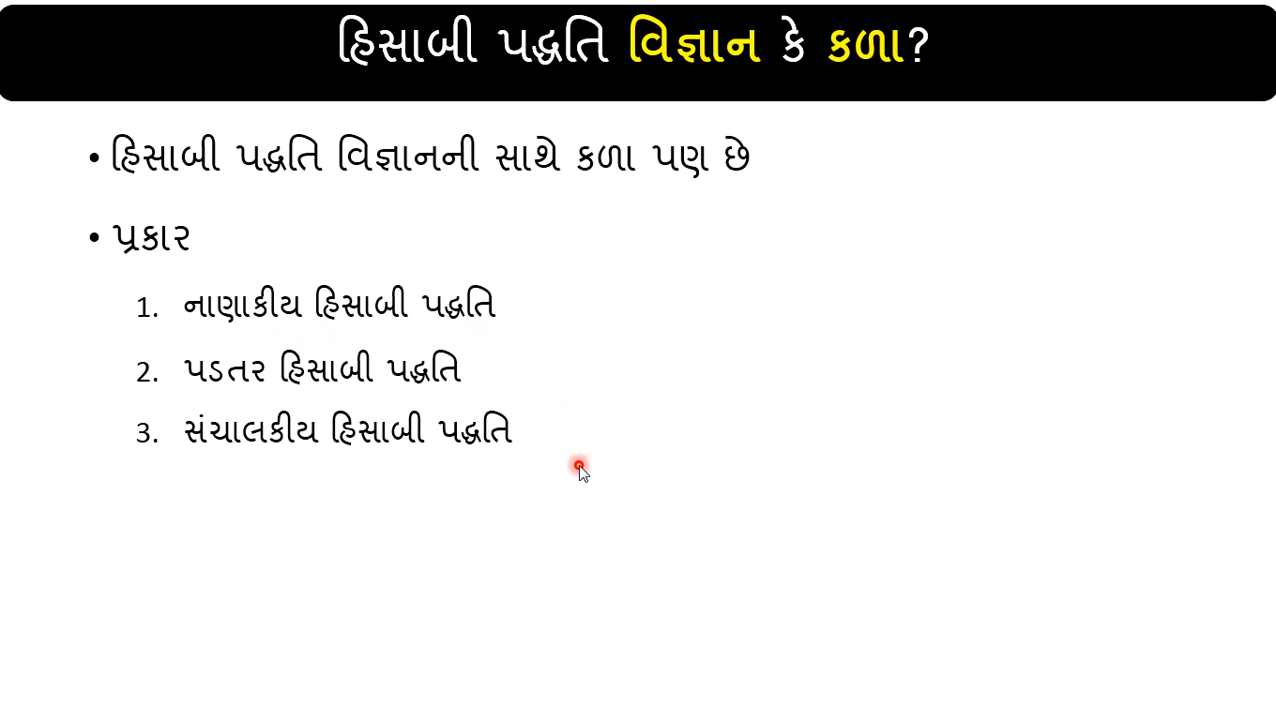 હિસાબી પદ્ધતિ વિજ્ઞાન કે કળા?
• હિસાબી પદ્ધતિ વિજ્ઞાનની સાથે કળા પણ છે
• પ્રકાર
1. નાણાકીય હિસાબી પદ્ધતિ
2. પડતર હિસાબી પદ્ધતિ
3. સંચાલકીય હિસાબી પદ્ધતિ